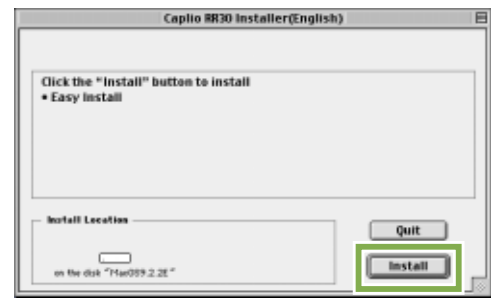 Caplio RR30 Installer(English)
Click the "Install" button to install
• Easy Install
Install Location
on the disk "MacOS9.2.2E"
Quit
Install